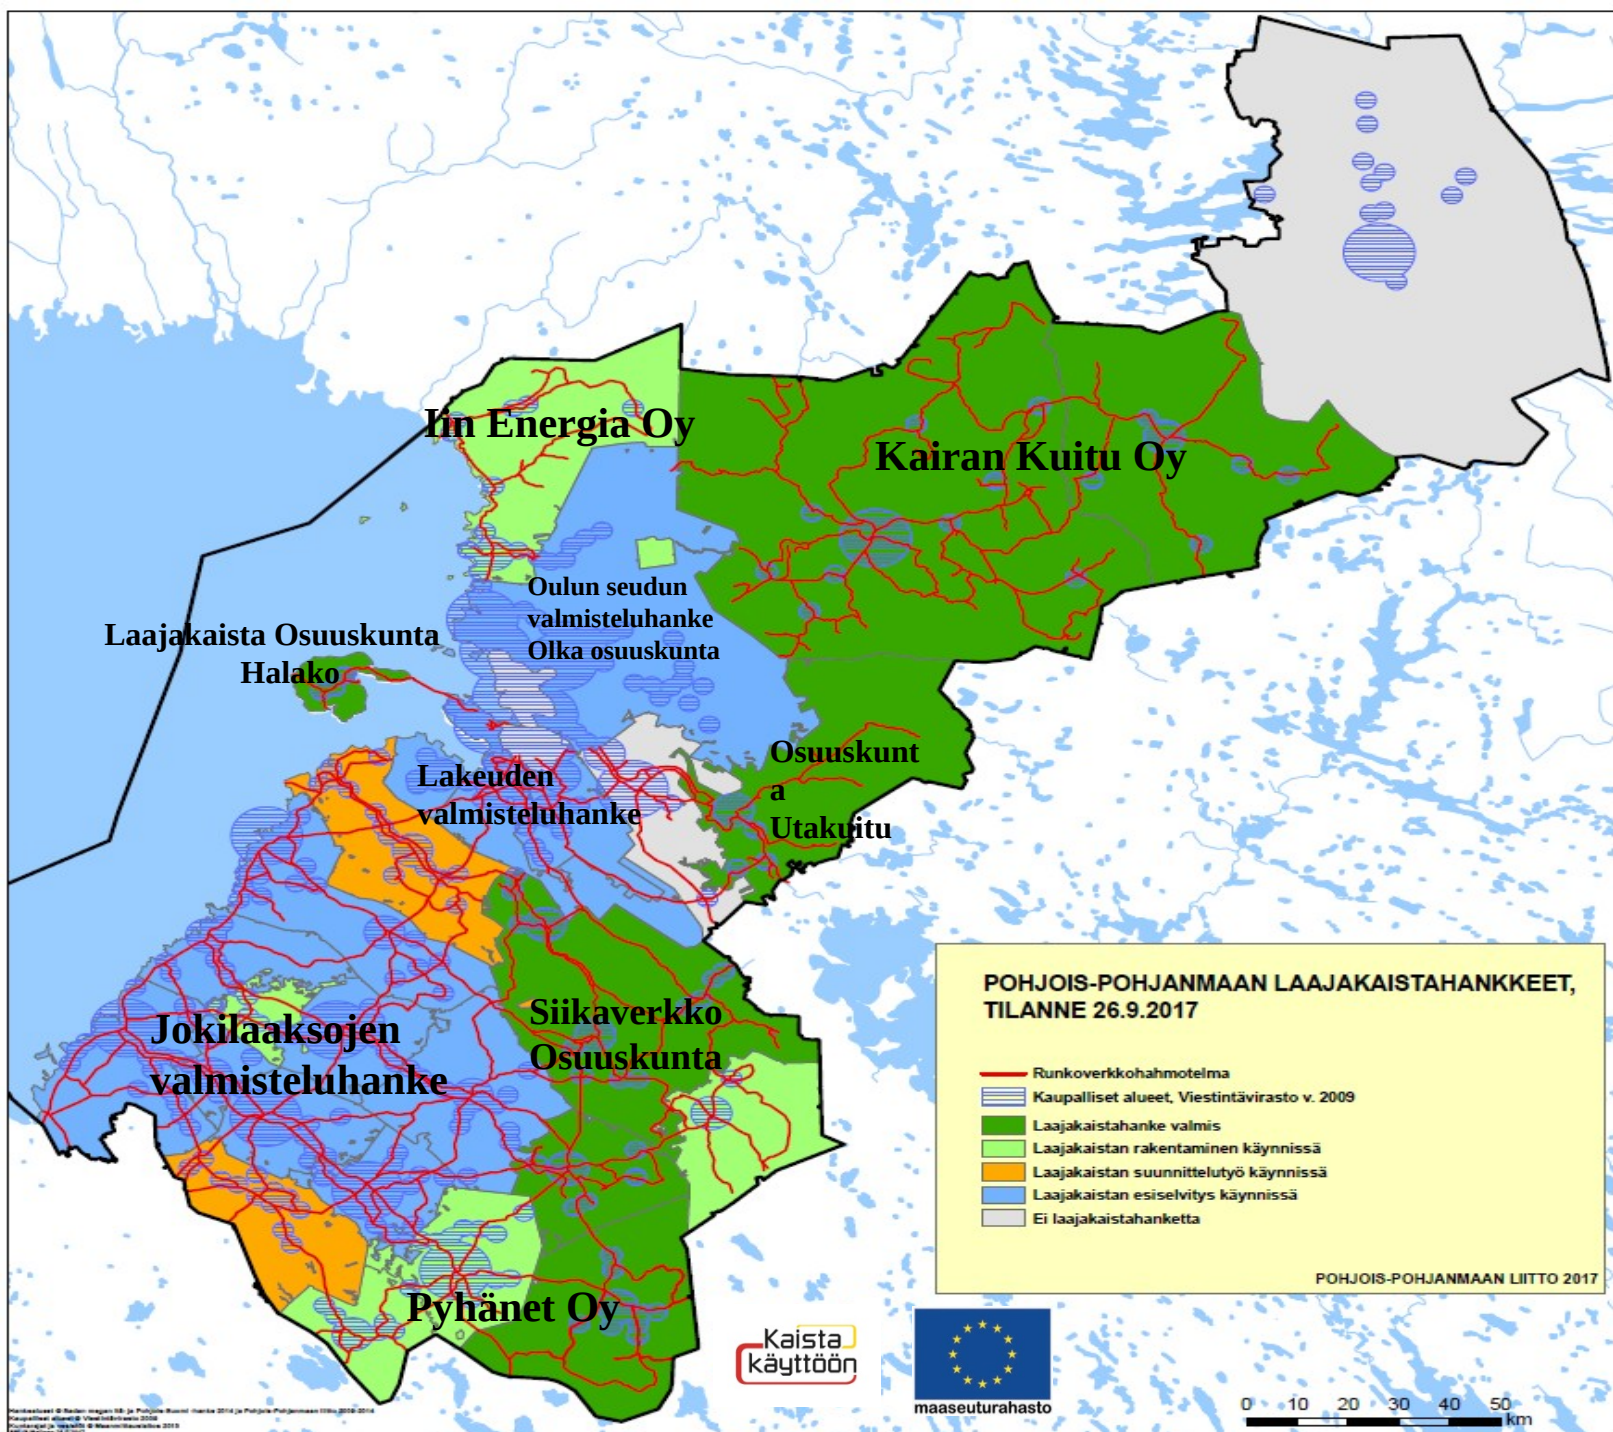 Iin Energia Oy
Kairan Kuitu Oy
Oulun seudun
valmisteluhanke
Olka osuuskunta
Laajakaista Osuuskunta
Halako
Lakeuden
valmisteluhanke
Osuuskunt
a
Utakuitu
Siikaverkko
Osuuskunta
Jokilaaksojen
valmisteluhanke
Pyhänet Oy
POHJOIS-POHJANMAAN LAAJAKAISTAHANKKEET,
TILANNE 26.9.2017
Runkoverkkohahmotelma
Kaupalliset alueet, Viestintävirasto v. 2009
Laajakaistahanke valmis
Laajakaistan rakentaminen käynnissä
Laajakaistan suunnittelutyö käynnissä
Laajakaistan esiselvitys käynnissä
Ei laajakaistahanketta
POHJOIS-POHJANMAAN LIITTO 2017
Kaista
käyttöön
maaseuturahasto
0 10 20 30 40 50
km